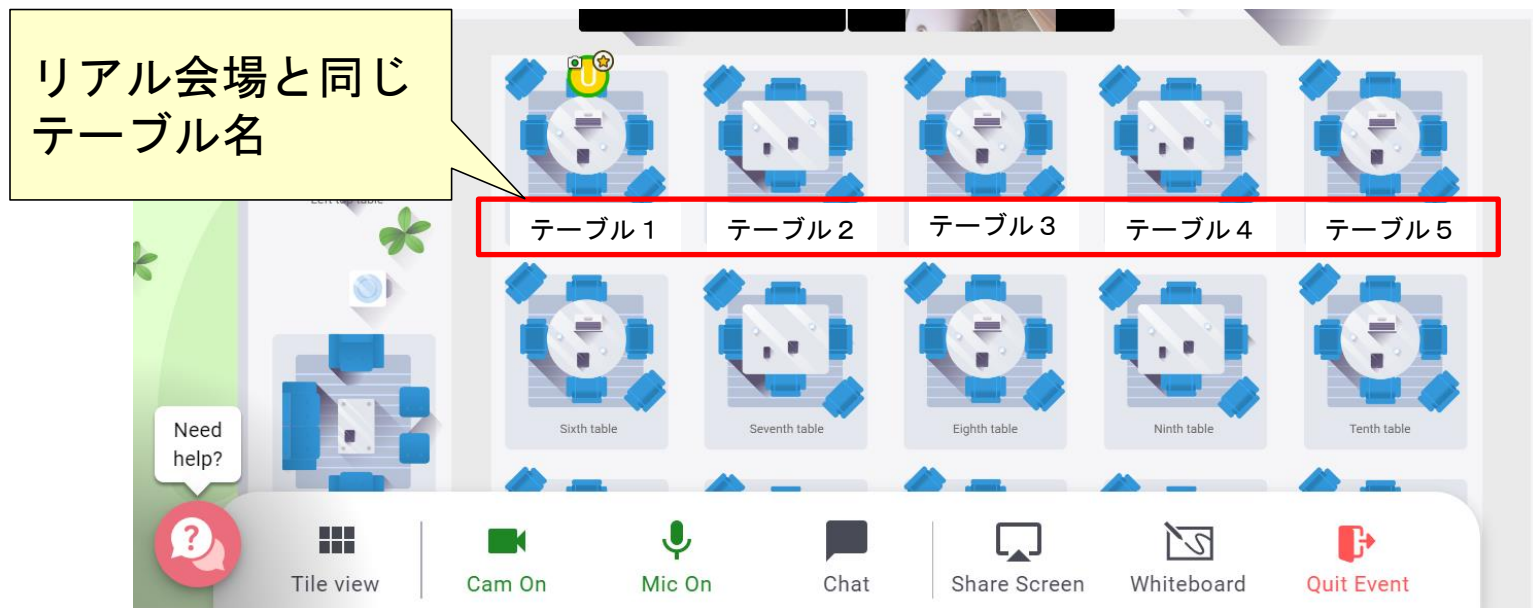 リアル会場と同じ
テーブル名
U
Left top table
テーブル1
テーブル2
テーブル3
テーブル4
テーブル5
Sixth table
Seventh table
Eighth table
Ninth table
Tenth table
Need
help?
?
Tile view
Cam On
Mic On
Chat
Share Screen
Whiteboard
Quit Event